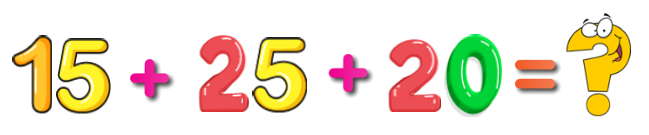 15 + 25 + 20 = ?